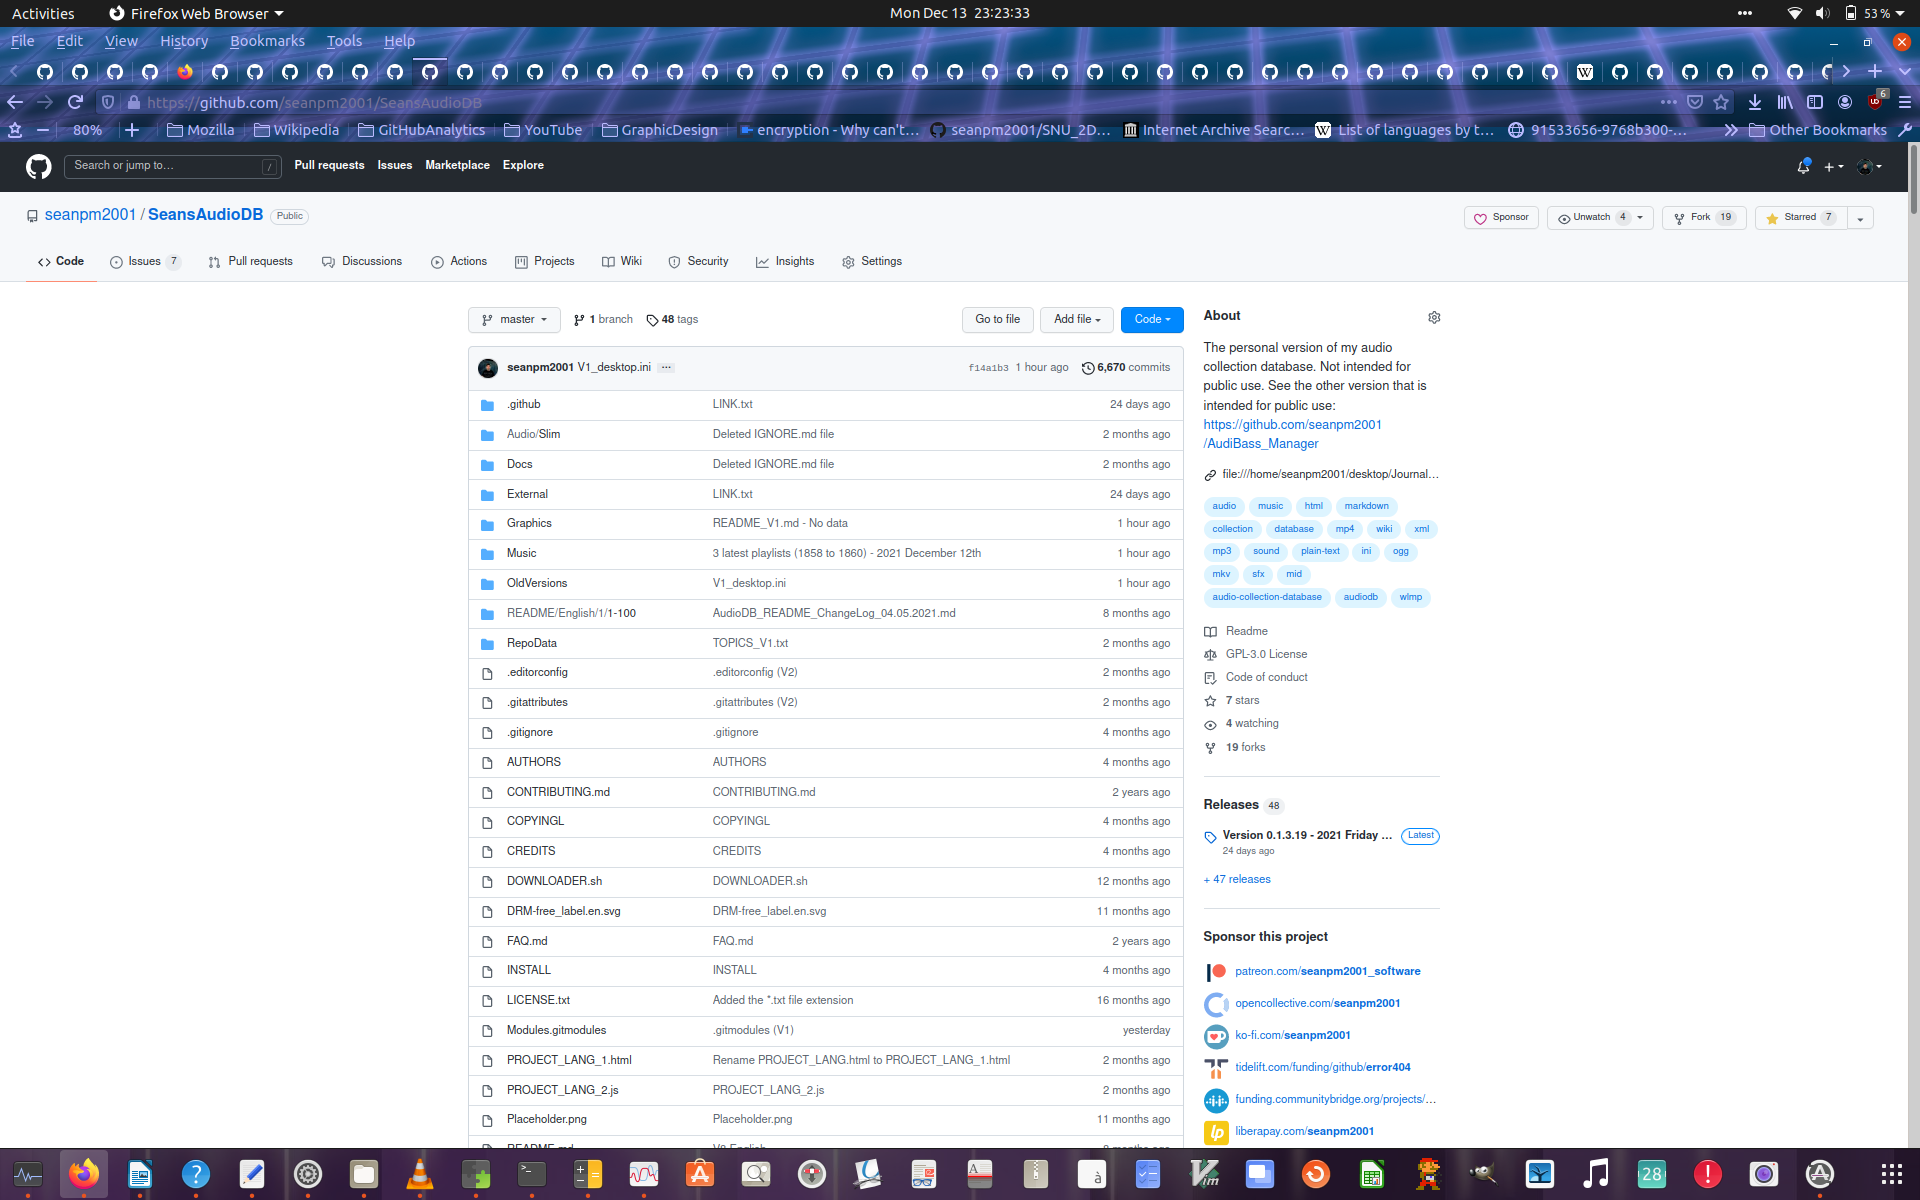 Activities Firefox Web Browser Mon Dec 13 23:23:33 53 %
File Edit View History Bookmarks Tools Help
https://github.com/seanpm2001/SeansAudioDB 6
80% Mozilla Wikipedia GitHubAnalytics YouTube GraphicDesign encryption - Why can't... seanpm2001/SNU_2D... Internet Archive Searc... List of languages by t... 91533656-9768b300-... Other Bookmarks
Search or jump to... / Pull requests Issues Marketplace Explore
seanpm2001 / SeansAudioDB Public Sponsor Unwatch 4 Fork 19 Starred 7
Code Issues 7 Pull requests Discussions Actions Projects Wiki Security Insights Settings
master 1 branch 48 tags Go to file Add file Code
seanpm2001 V1_desktop.ini ... f14a1b3 1 hour ago 6,670 commits
.github LINK.txt 24 days ago
Audio/Slim Deleted IGNORE.md file 2 months ago
Docs Deleted IGNORE.md file 2 months ago
External LINK.txt 24 days ago
Graphics README_V1.md - No data 1 hour ago
Music 3 latest playlists (1858 to 1860) - 2021 December 12th 1 hour ago
OldVersions V1_desktop.ini 1 hour ago
README/English/1/1-100 AudioDB_README_ChangeLog_04.05.2021.md 8 months ago
RepoData TOPICS_V1.txt 2 months ago
.editorconfig .editorconfig (V2) 2 months ago
.gitattributes .gitattributes (V2) 2 months ago
.gitignore .gitignore 4 months ago
AUTHORS AUTHORS 4 months ago
CONTRIBUTING.md CONTRIBUTING.md 2 years ago
COPYINGL COPYINGL 4 months ago
CREDITS CREDITS 4 months ago
DOWNLOADER.sh DOWNLOADER.sh 12 months ago
DRM-free_label.en.svg DRM-free_label.en.svg 11 months ago
FAQ.md FAQ.md 2 years ago
INSTALL INSTALL 4 months ago
LICENSE.txt Added the *.txt file extension 16 months ago
Modules.gitmodules .gitmodules (V1) yesterday
PROJECT_LANG_1.html Rename PROJECT_LANG.html to PROJECT_LANG_1.html 2 months ago
PROJECT_LANG_2.js PROJECT_LANG_2.js 2 months ago
Placeholder.png Placeholder.png 11 months ago
About
The personal version of my audio
collection database. Not intended for
public use. See the other version that is
intended for public use:
https://github.com/seanpm2001
/AudiBass_Manager
file:///home/seanpm2001/desktop/Journal...
audio music html markdown
collection database mp4 wiki xml
mp3 sound plain-text ini ogg
mkv sfx mid
audio-collection-database audiodb wlmp
Readme
GPL-3.0 License
Code of conduct
7 stars
4 watching
19 forks
Releases 48
Version 0.1.3.19 - 2021 Friday ... Latest
24 days ago
+ 47 releases
Sponsor this project
patreon.com/seanpm2001_software
opencollective.com/seanpm2001
ko-fi.com/seanpm2001
tidelift.com/funding/github/error404
funding.communitybridge.org/projects/...
liberapay.com/seanpm2001
28